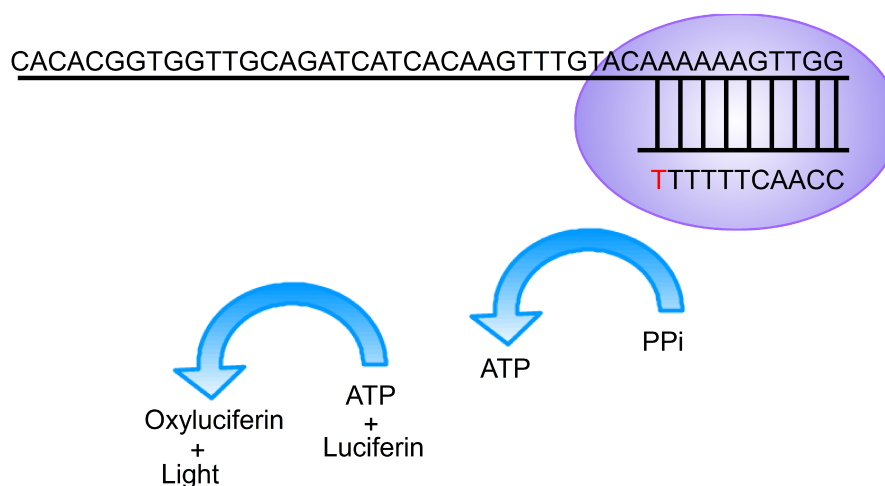 CACACGGTGGTTGCAGATCATCACAAGTTTGTACAAAAAAGTTGG
TTTTTTCAACC
PPi
ATP
ATP
+
Luciferin
Oxyluciferin
+
Light